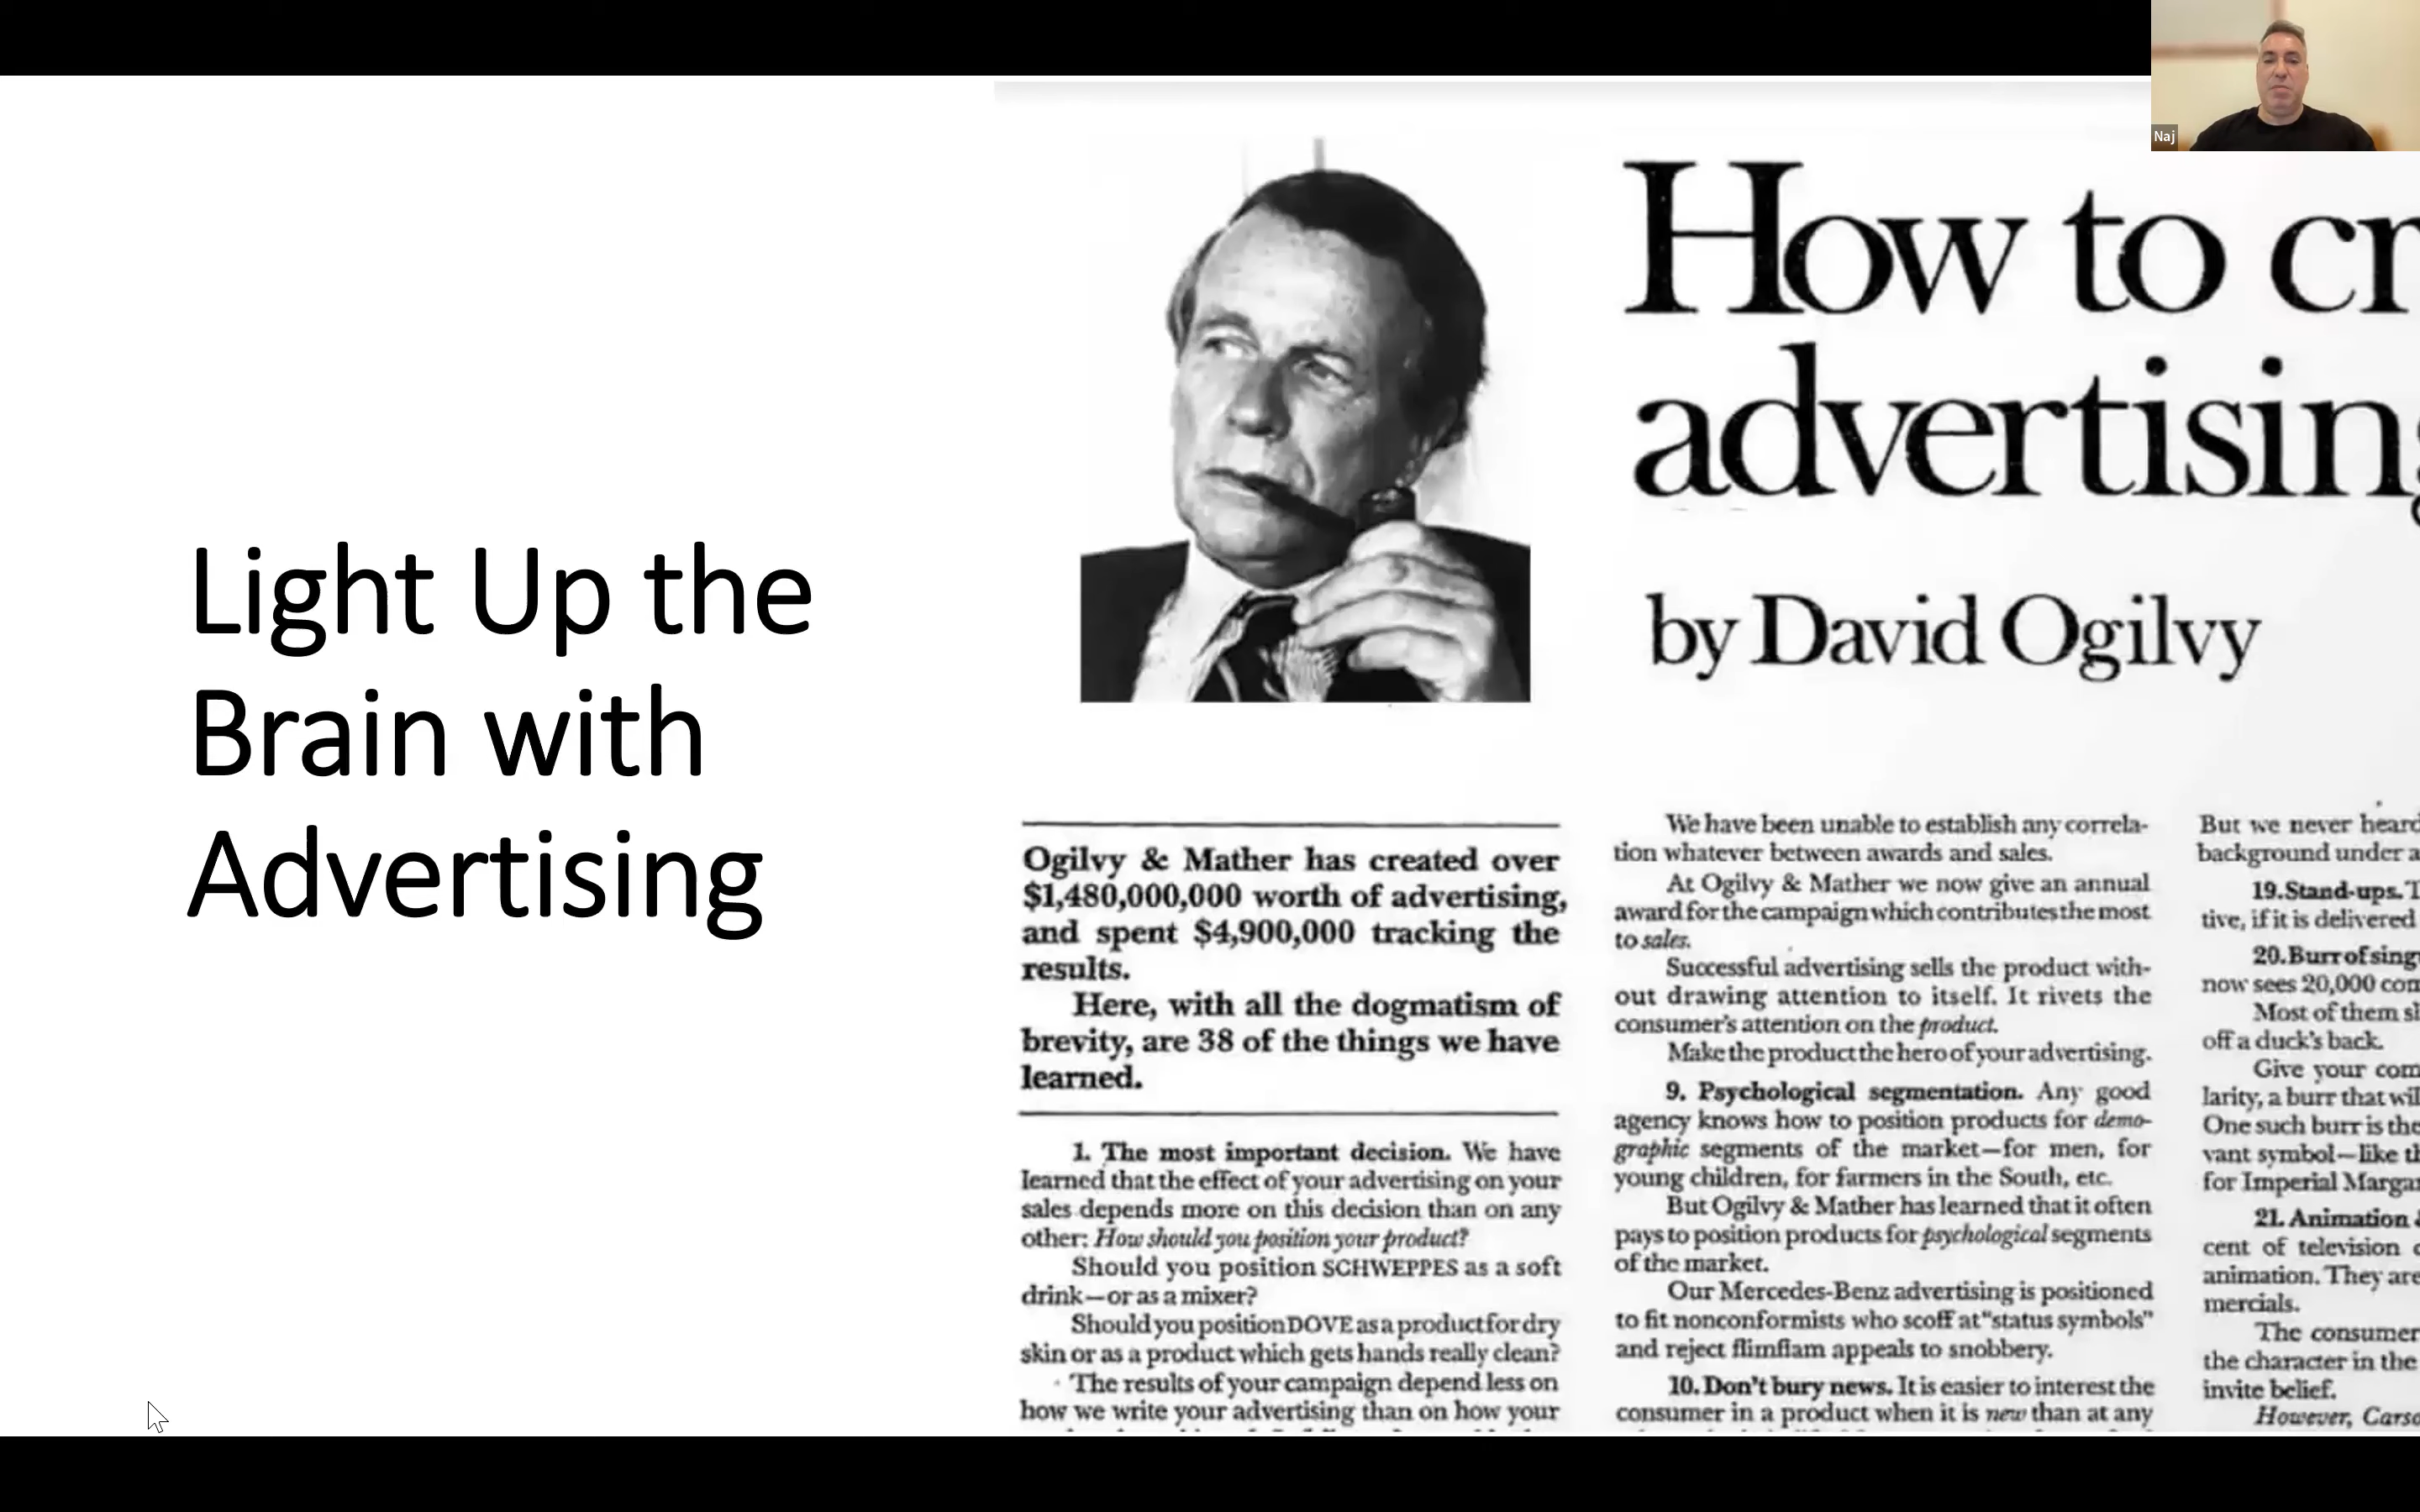 Naj
Light Up the
Brain with
Advertising
How to cr
advertising
by David Ogilvy
Ogilvy & Mather has created over
$1,480,000,000 worth of advertising,
and spent $4,900,000 tracking the
results.
Here, with all the dogmatism of
brevity, are 38 of the things we have
learned.
1. The most important decision. We have
learned that the effect of your advertising on your
sales depends more on this decision than on any
other: How should you position your product?
Should you position SCHWEPPES as a soft
drink—or as a mixer?
Should you position DOVE as a product for dry
skin or as a product which gets hands really clean?
The results of your campaign depend less on
how we write your advertising than on how your
We have been unable to establish any correla-
tion whatever between awards and sales.
At Ogilvy & Mather we now give an annual
award for the campaign which contributes the most
to sales.
Successful advertising sells the product with-
out drawing attention to itself. It rivets the
consumer's attention on the product.
Make the product the hero of your advertising.
9. Psychological segmentation. Any good
agency knows how to position products for demo-
graphic segments of the market—for men, for
young children, for farmers in the South, etc.
But Ogilvy & Mather has learned that it often
pays to position products for psychological segments
of the market.
Our Mercedes-Benz advertising is positioned
to fit nonconformists who scoff at "status symbols"
and reject flimflam appeals to snobbery.
10. Don't bury news. It is easier to interest the
consumer in a product when it is new than at any
But we never heard
background under a
19. Stand-ups. T
tive, if it is delivered
20. Burr of sing
now sees 20,000 com
Most of them sl
off a duck's back.
Give your com
larity, a burr that wil
One such burr is the
vant symbol—like th
for Imperial Margar
21. Animation &
cent of television c
animation. They are
mercials.
The consumer
the character in the
invite belief.
However, Carso